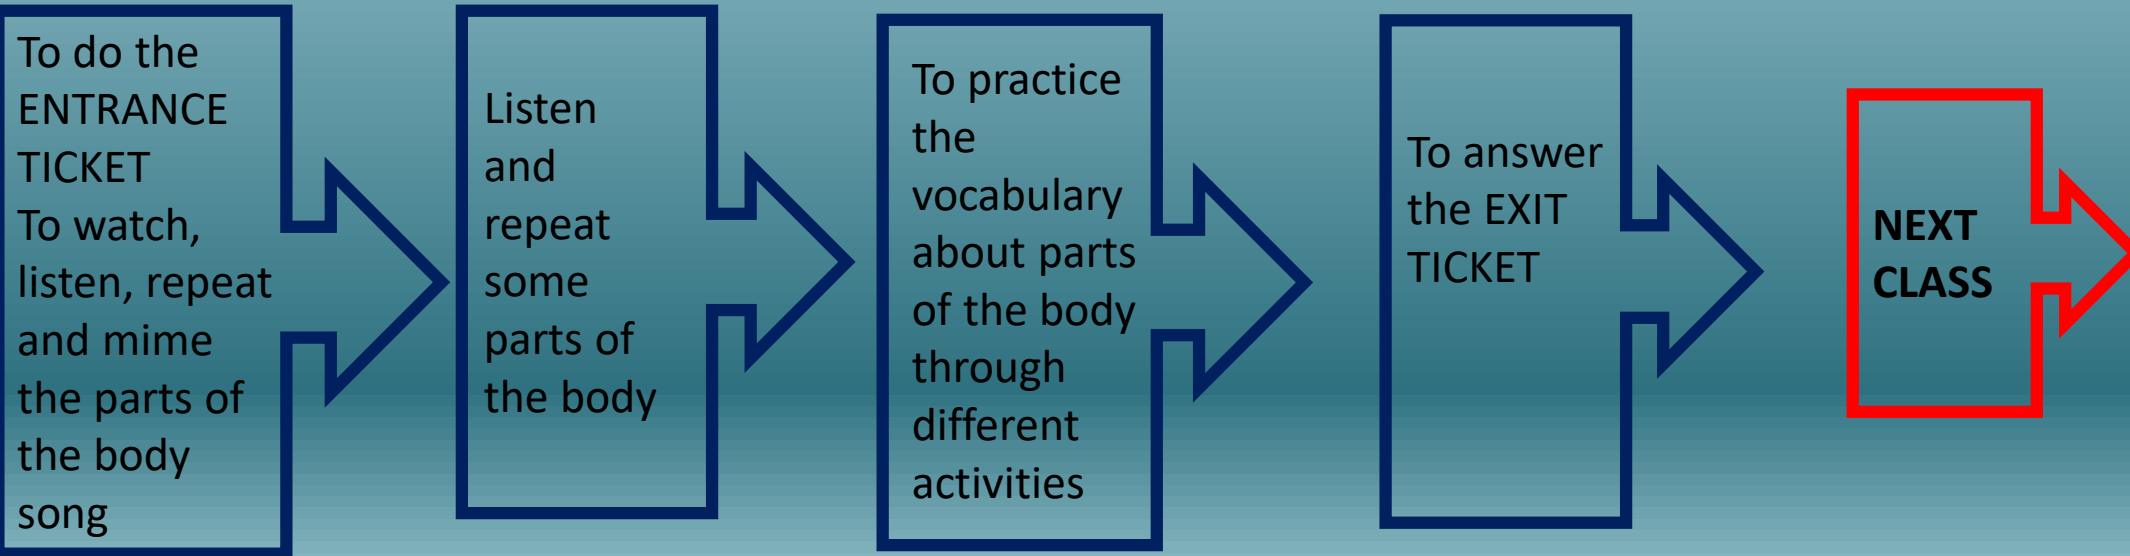 To do the
ENTRANCE
TICKET
To watch,
listen, repeat
and mime
the parts of
the body
song
Listen
and
repeat
some
parts of
the body
To practice
the
vocabulary
about parts
of the body
through
different
activities
To answer
the EXIT
TICKET
NEXT
CLASS